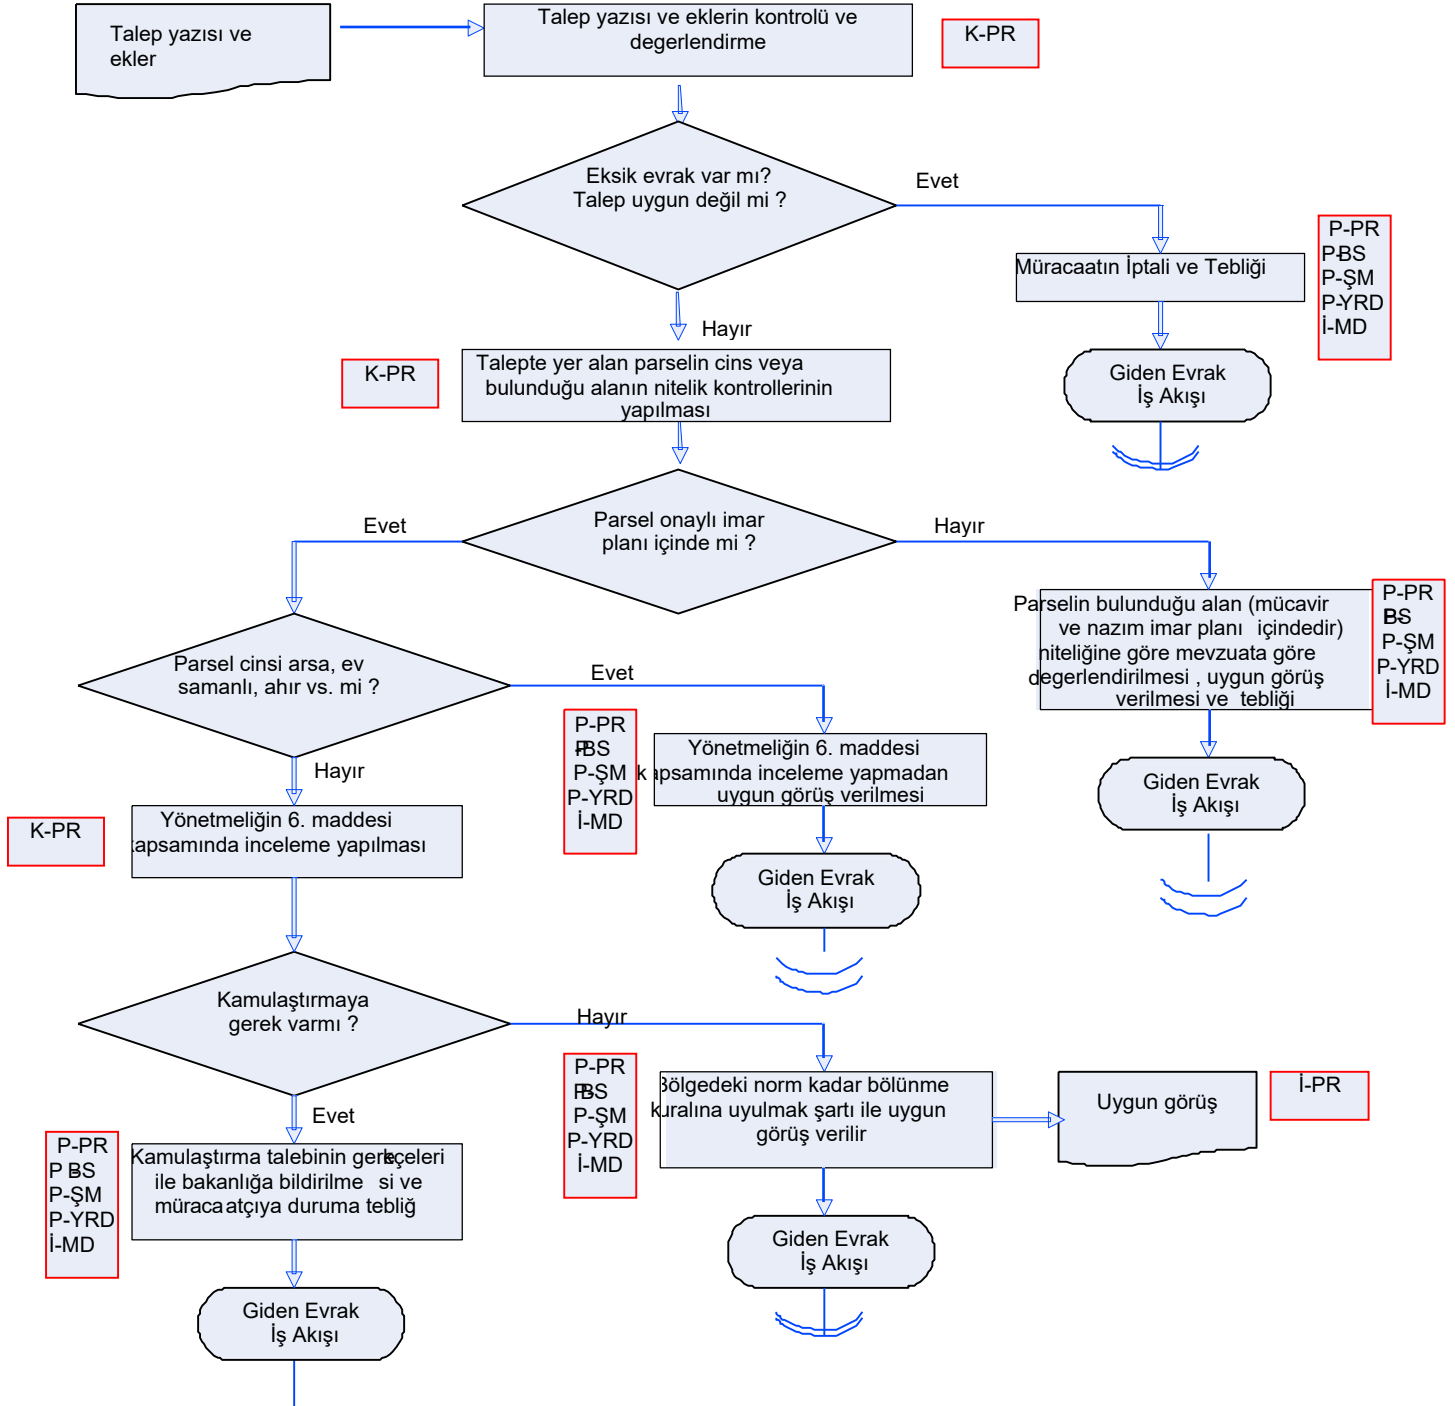 Talep yazısı ve
ekler
Talep yazısı ve eklerin kontrolü ve
degerlendirme
K-PR
Eksik evrak var mı?
Talep uygun değil mi ?
Evet
P-PR
P-BS
P-ŞM
P-YRD
İ-MD
Müracaatın İptali ve Tebliği
Hayır
K-PR
Talepte yer alan parselin cins veya
bulunduğu alanın nitelik kontrollerinin
yapılması
Giden Evrak
İş Akışı
Evet
Parsel onaylı imar
planı içinde mi ?
Hayır
Parselin bulunduğu alan (mücavir
ve nazım imar planı içindedir)
niteliğine göre mevzuata göre
degerlendirilmesi , uygun görüş
verilmesi ve tebliği
P-PR
P-BS
P-ŞM
P-YRD
İ-MD
Parsel cinsi arsa, ev
samanlı, ahır vs. mi ?
Evet
P-PR
P-BS
P-ŞM
P-YRD
İ-MD
Yönetmeliğin 6. maddesi
kapsamında inceleme yapmadan
uygun görüş verilmesi
Giden Evrak
İş Akışı
Hayır
K-PR
Yönetmeliğin 6. maddesi
kapsamında inceleme yapılması
Giden Evrak
İş Akışı
Kamulaştırmaya
gerek varmı ?
Hayır
P-PR
P-BS
P-ŞM
P-YRD
İ-MD
Bölgedeki norm kadar bölünme
kuralına uyulmak şartı ile uygun
görüş verilir
Uygun görüş
İ-PR
Evet
P-PR
P-BS
P-ŞM
P-YRD
İ-MD
Kamulaştırma talebinin gerekçeleri
ile bakanlığa bildirilme si ve
müracaatçıya duruma tebliğ
Giden Evrak
İş Akışı
Giden Evrak
İş Akışı